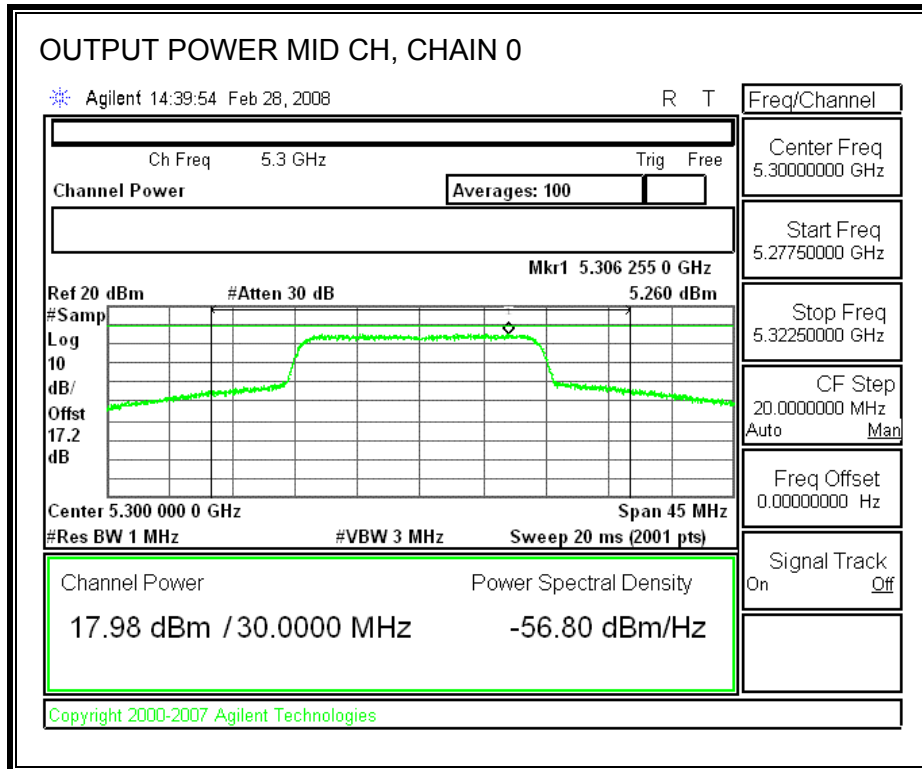 OUTPUT POWER MID CH, CHAIN 0
Agilent 14:39:54 Feb 28, 2008 R T
Ch Freq 5.3 GHz Trig Free
Channel Power Averages: 100
Mkr1 5.306 255 0 GHz
Ref 20 dBm #Atten 30 dB 5.260 dBm
#Samp
Log
10
dB/
Offst
17.2
dB
Center 5.300 000 0 GHz Span 45 MHz
#Res BW 1 MHz #VBW 3 MHz Sweep 20 ms (2001 pts)
Channel Power Power Spectral Density
17.98 dBm / 30.0000 MHz -56.80 dBm/Hz
Copyright 2000-2007 Agilent Technologies
Freq/Channel
Center Freq
5.30000000 GHz
Start Freq
5.27750000 GHz
Stop Freq
5.32250000 GHz
CF Step
20.0000000 MHz
Auto Man
Freq Offset
0.00000000 Hz
Signal Track
On Off